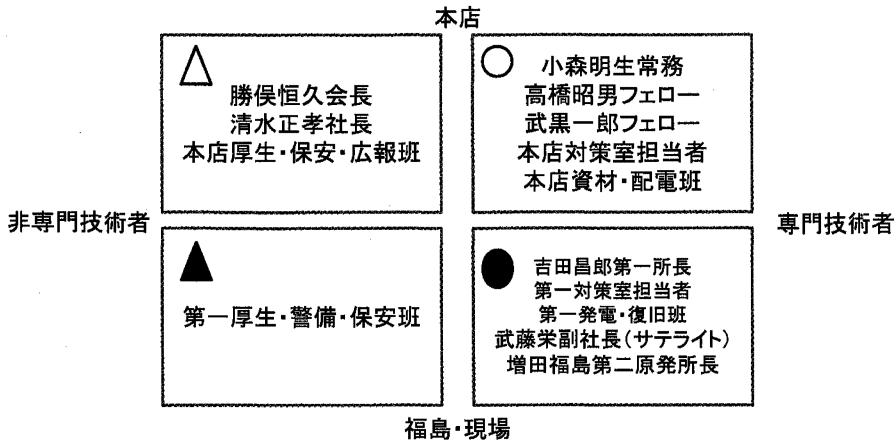 本店
勝俣恒久会長
清水正孝社長
本店厚生・保安・広報班
小森明生常務
高橋昭男フェロー
武黒一郎フェロー
本店対策室担当者
本店資材・配電班
非専門技術者
専門技術者
第一厚生・警備・保安班
吉田昌郎第一所長
第一対策室担当者
第一発電・復旧班
武藤栄副社長(サテライト)
増田福島第二原発所長
福島・現場